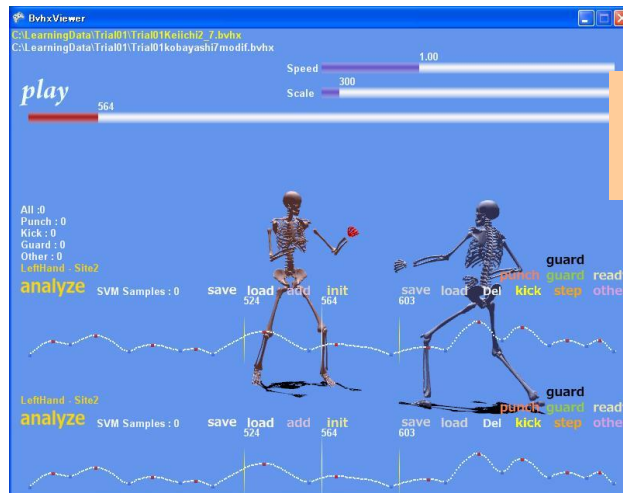 BvhxViewer
C:\LearningData\Trial01\Trial01Keiichi2_7.bvhx
C:\LearningData\Trial01\Trial01kobayashi7modif.bvhx
1.00
Speed
300
Scale
play
564
All :0
Punch : 0
Kick : 0
Guard : 0
Other : 0
guard
LeftHand - Site2
punch guard ready
analyze SVM Samples : 0 save load add init save load Del kick step othe
524 564 603
guard
LeftHand - Site2
punch guard ready
analyze SVM Samples : 0 save load add init save load Del kick step othe
524 564 603